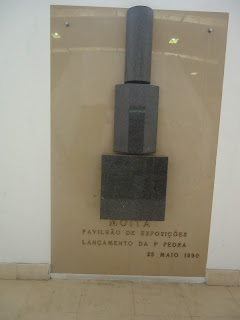 MOITA
PAVILHÃO DE EXPOSIÇÕES
LANÇAMENTO DA 1ª PEDRA
25 MAIO 1990